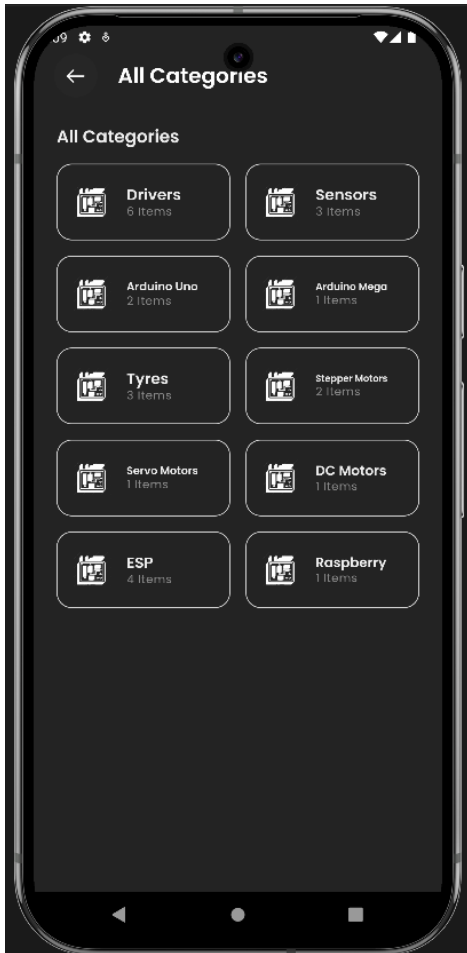 09
All Categories
All Categories
Drivers
6 Items
Sensors
3 Items
Arduino Uno
2 Items
Arduino Mega
1 Items
Tyres
3 Items
Stepper Motors
2 Items
Servo Motors
1 Items
DC Motors
1 Items
ESP
4 Items
Raspberry
1 Items